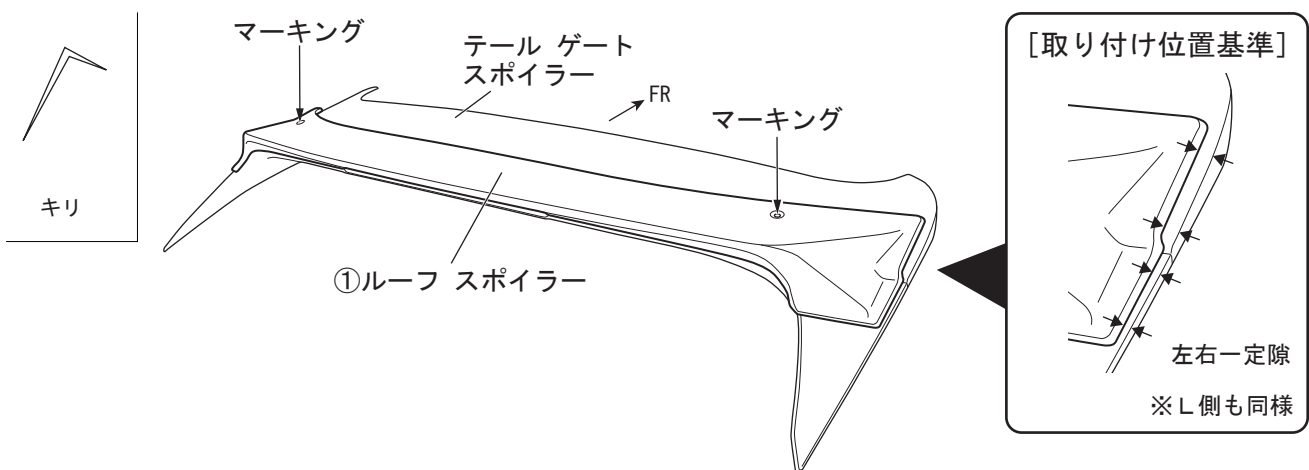 キリ
マーキング
テール ゲート
スポイラー
FR
マーキング
①ルーフ スポイラー
[取り付け位置基準]
左右一定隙
※L側も同様